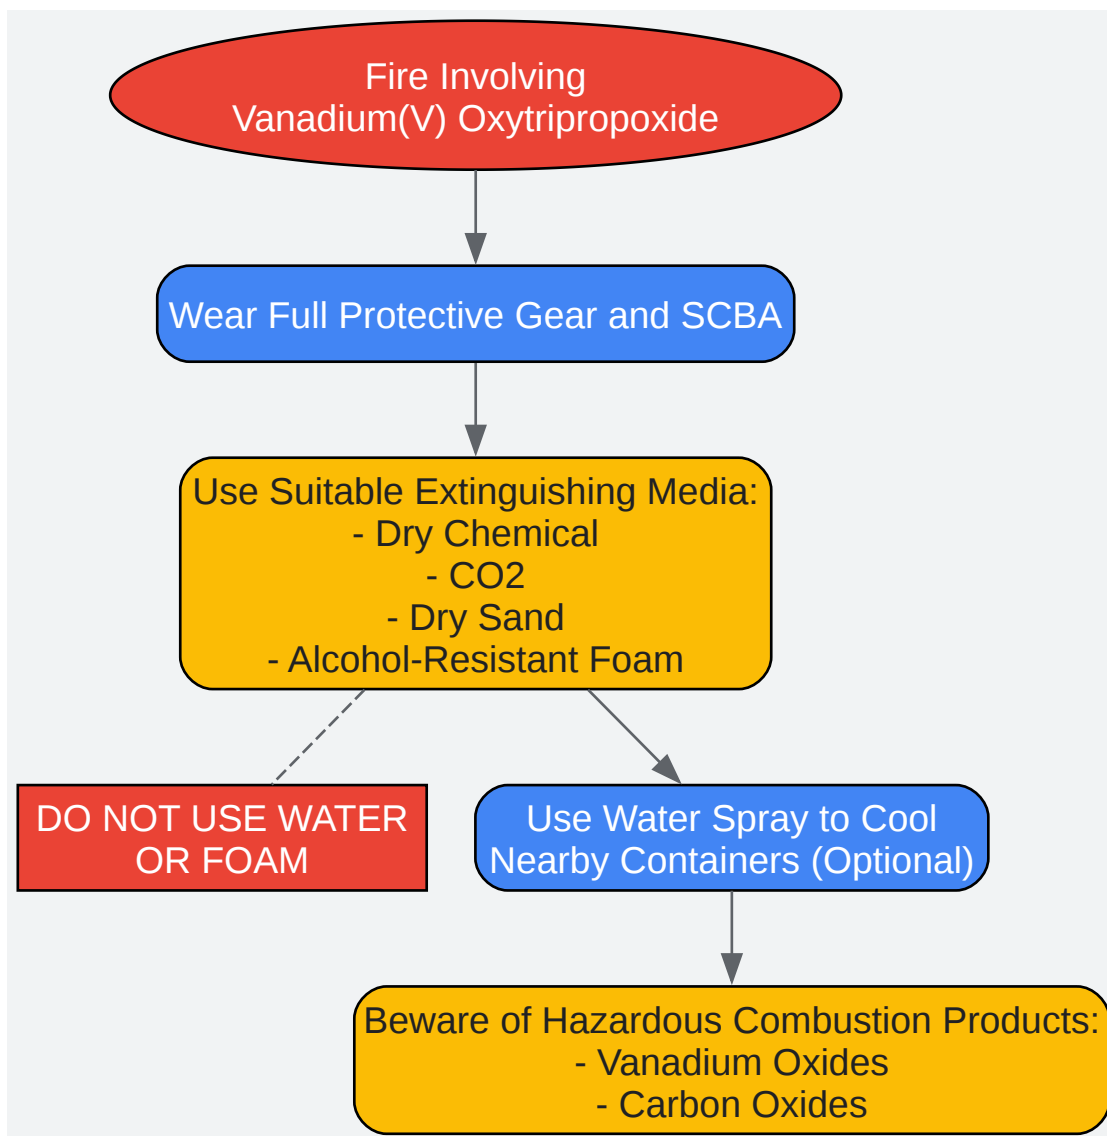 Fire Involving
Vanadium(V) Oxytripropoxide
Wear Full Protective Gear and SCBA
Use Suitable Extinguishing Media:
- Dry Chemical
- CO2
- Dry Sand
- Alcohol-Resistant Foam
DO NOT USE WATER
OR FOAM
Use Water Spray to Cool
Nearby Containers (Optional)
Beware of Hazardous Combustion Products:
- Vanadium Oxides
- Carbon Oxides